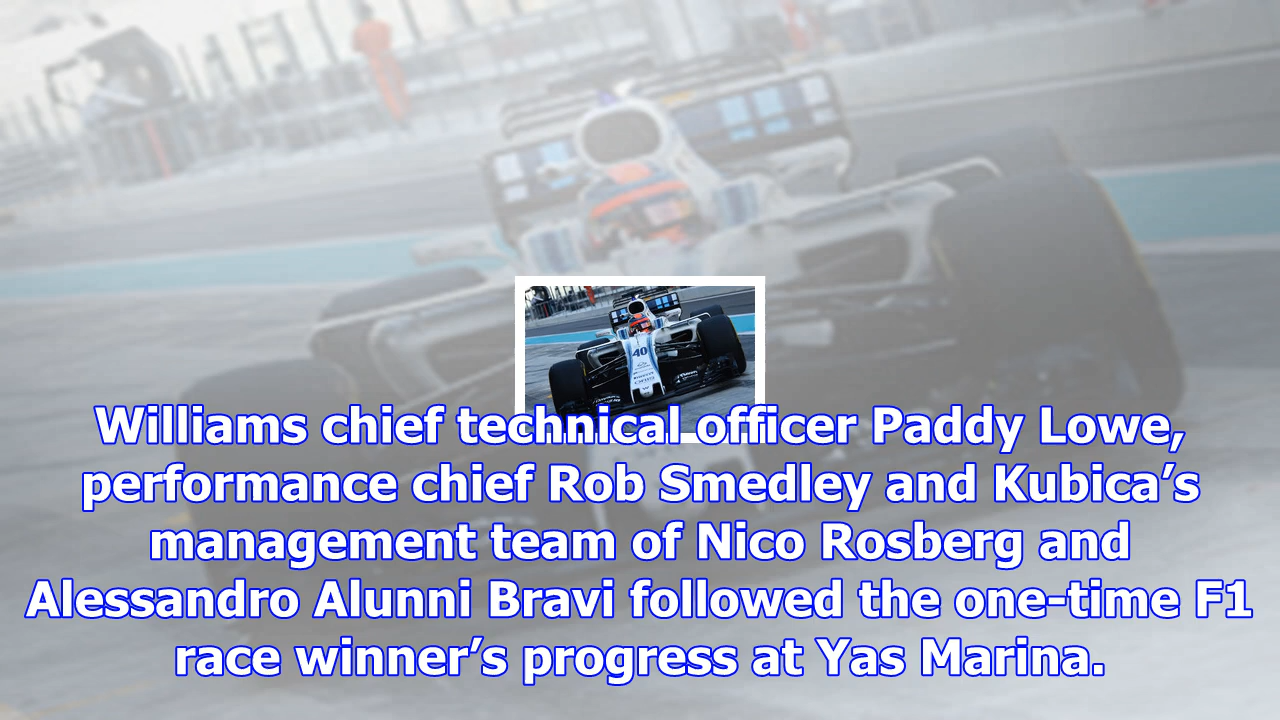 40
Williams chief technical officer Paddy Lowe,
performance chief Rob Smedley and Kubica’s
management team of Nico Rosberg and
Alessandro Alunni Bravi followed the one-time F1
race winner’s progress at Yas Marina.